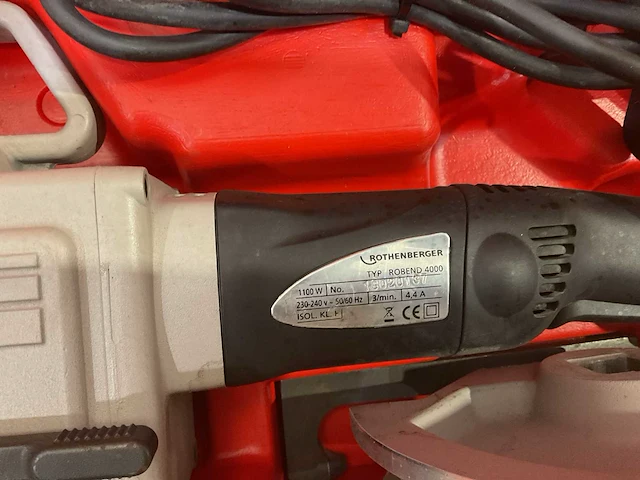 ROTHENBERGER
TYP ROBEND 4000
1100 W No.
230-240 v ~ 50/60 Hz 3/min. 4,4 A
ISOL. KL CE